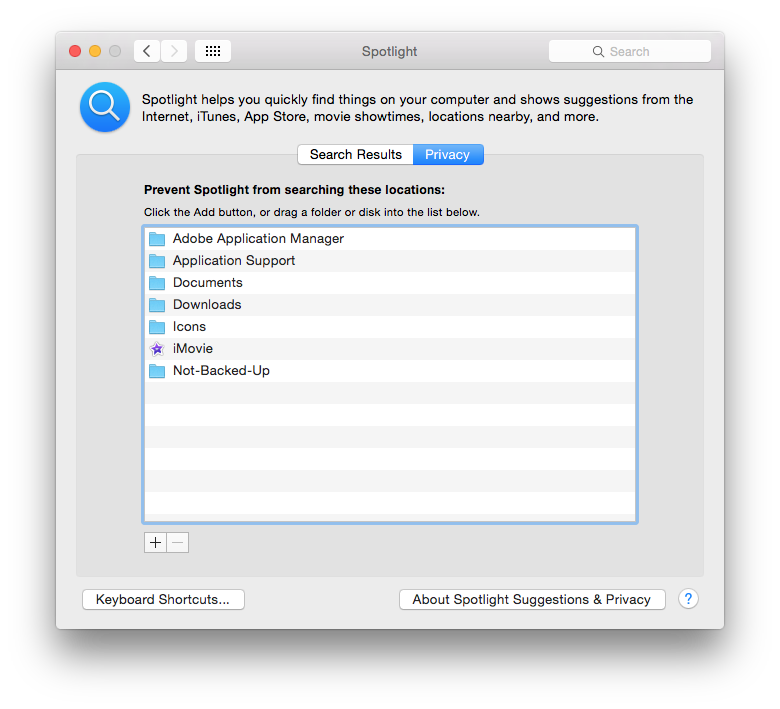 Spotlight
Search
Spotlight helps you quickly find things on your computer and shows suggestions from the
Internet, iTunes, App Store, movie showtimes, locations nearby, and more.
Search Results
Privacy
Prevent Spotlight from searching these locations:
Click the Add button, or drag a folder or disk into the list below.
Adobe Application Manager
Application Support
Documents
Downloads
Icons
iMovie
Not-Backed-Up
+ −
Keyboard Shortcuts...
About Spotlight Suggestions & Privacy
?